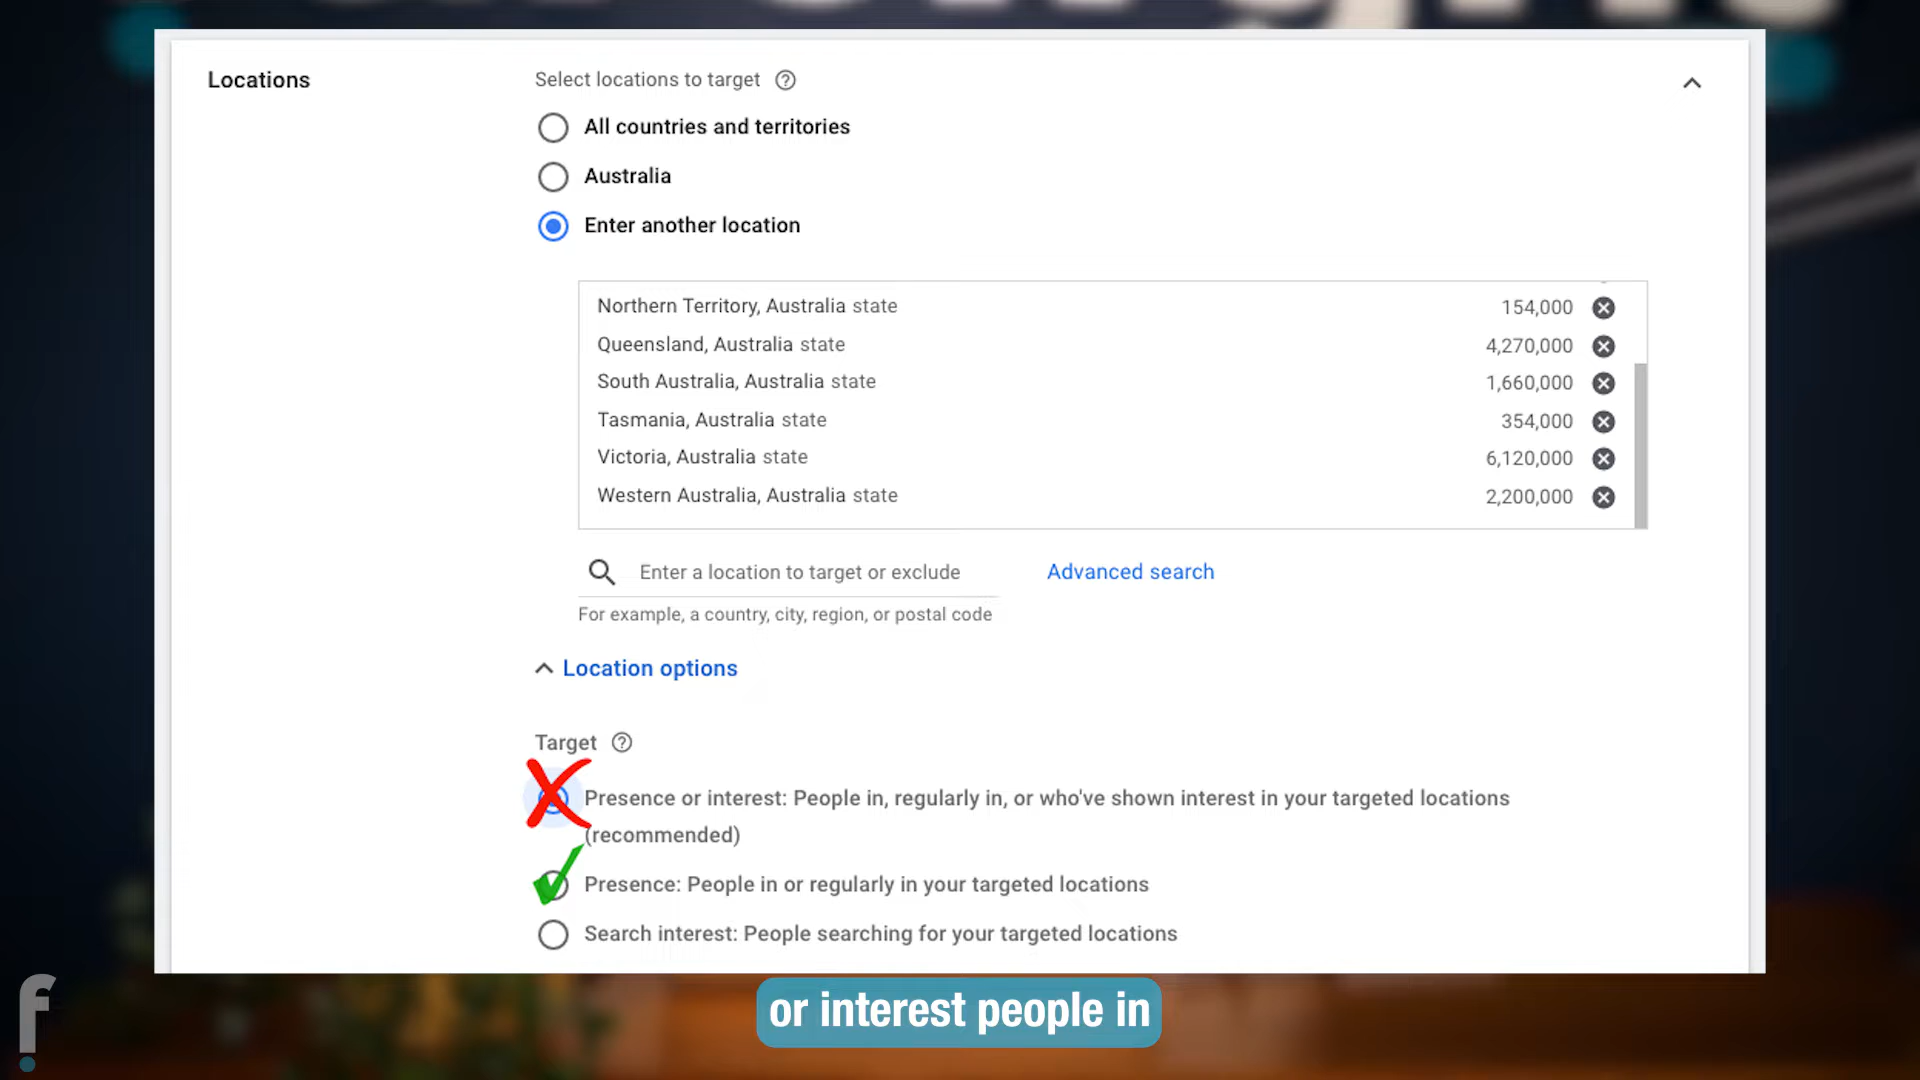 Locations
Select locations to target
All countries and territories
Australia
Enter another location
Northern Territory, Australia state 154,000
Queensland, Australia state 4,270,000
South Australia, Australia state 1,660,000
Tasmania, Australia state 354,000
Victoria, Australia state 6,120,000
Western Australia, Australia state 2,200,000
Enter a location to target or exclude Advanced search
For example, a country, city, region, or postal code
Location options
Target
Presence or interest: People in, regularly in, or who've shown interest in your targeted locations
(recommended)
Presence: People in or regularly in your targeted locations
Search interest: People searching for your targeted locations
or interest people in
f